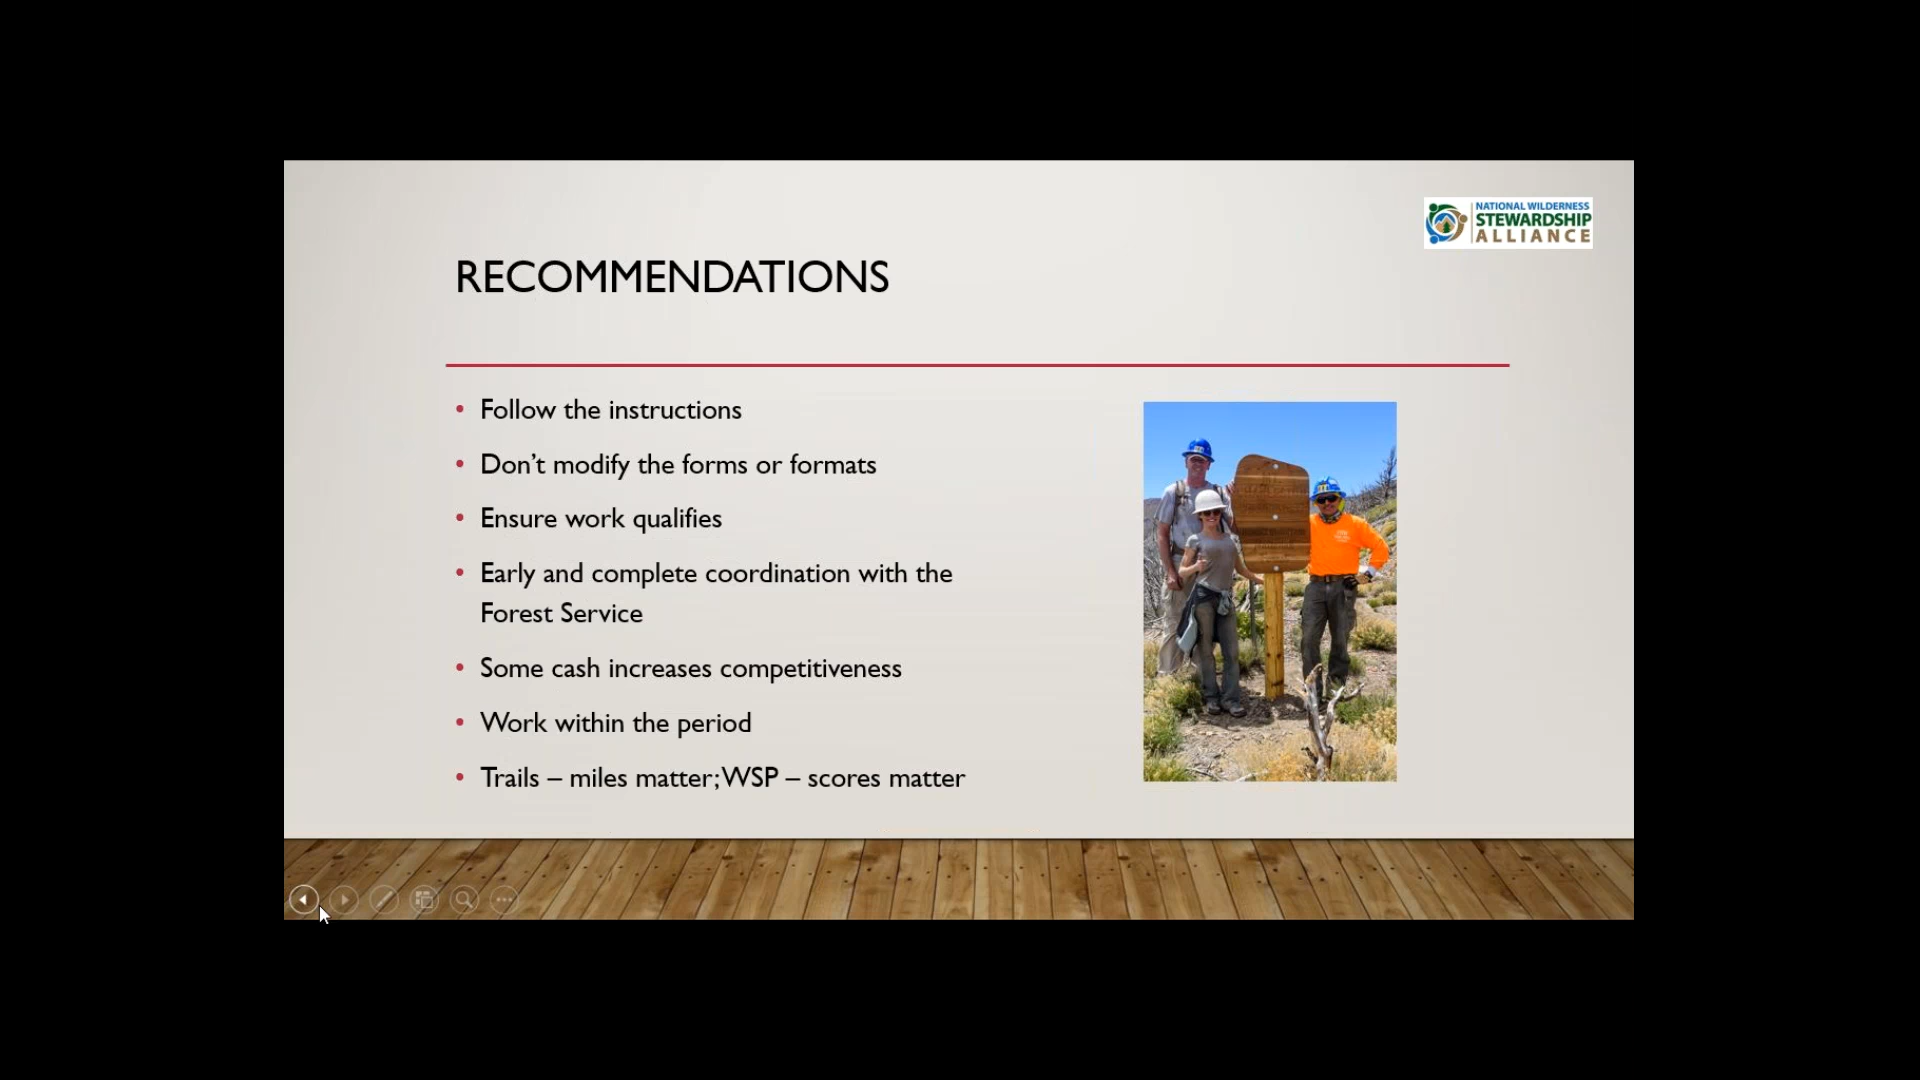 NATIONAL WILDERNESS
STEWARDSHIP
ALLIANCE
RECOMMENDATIONS
• Follow the instructions
• Don’t modify the forms or formats
• Ensure work qualifies
• Early and complete coordination with the
Forest Service
• Some cash increases competitiveness
• Work within the period
• Trails – miles matter; WSP – scores matter